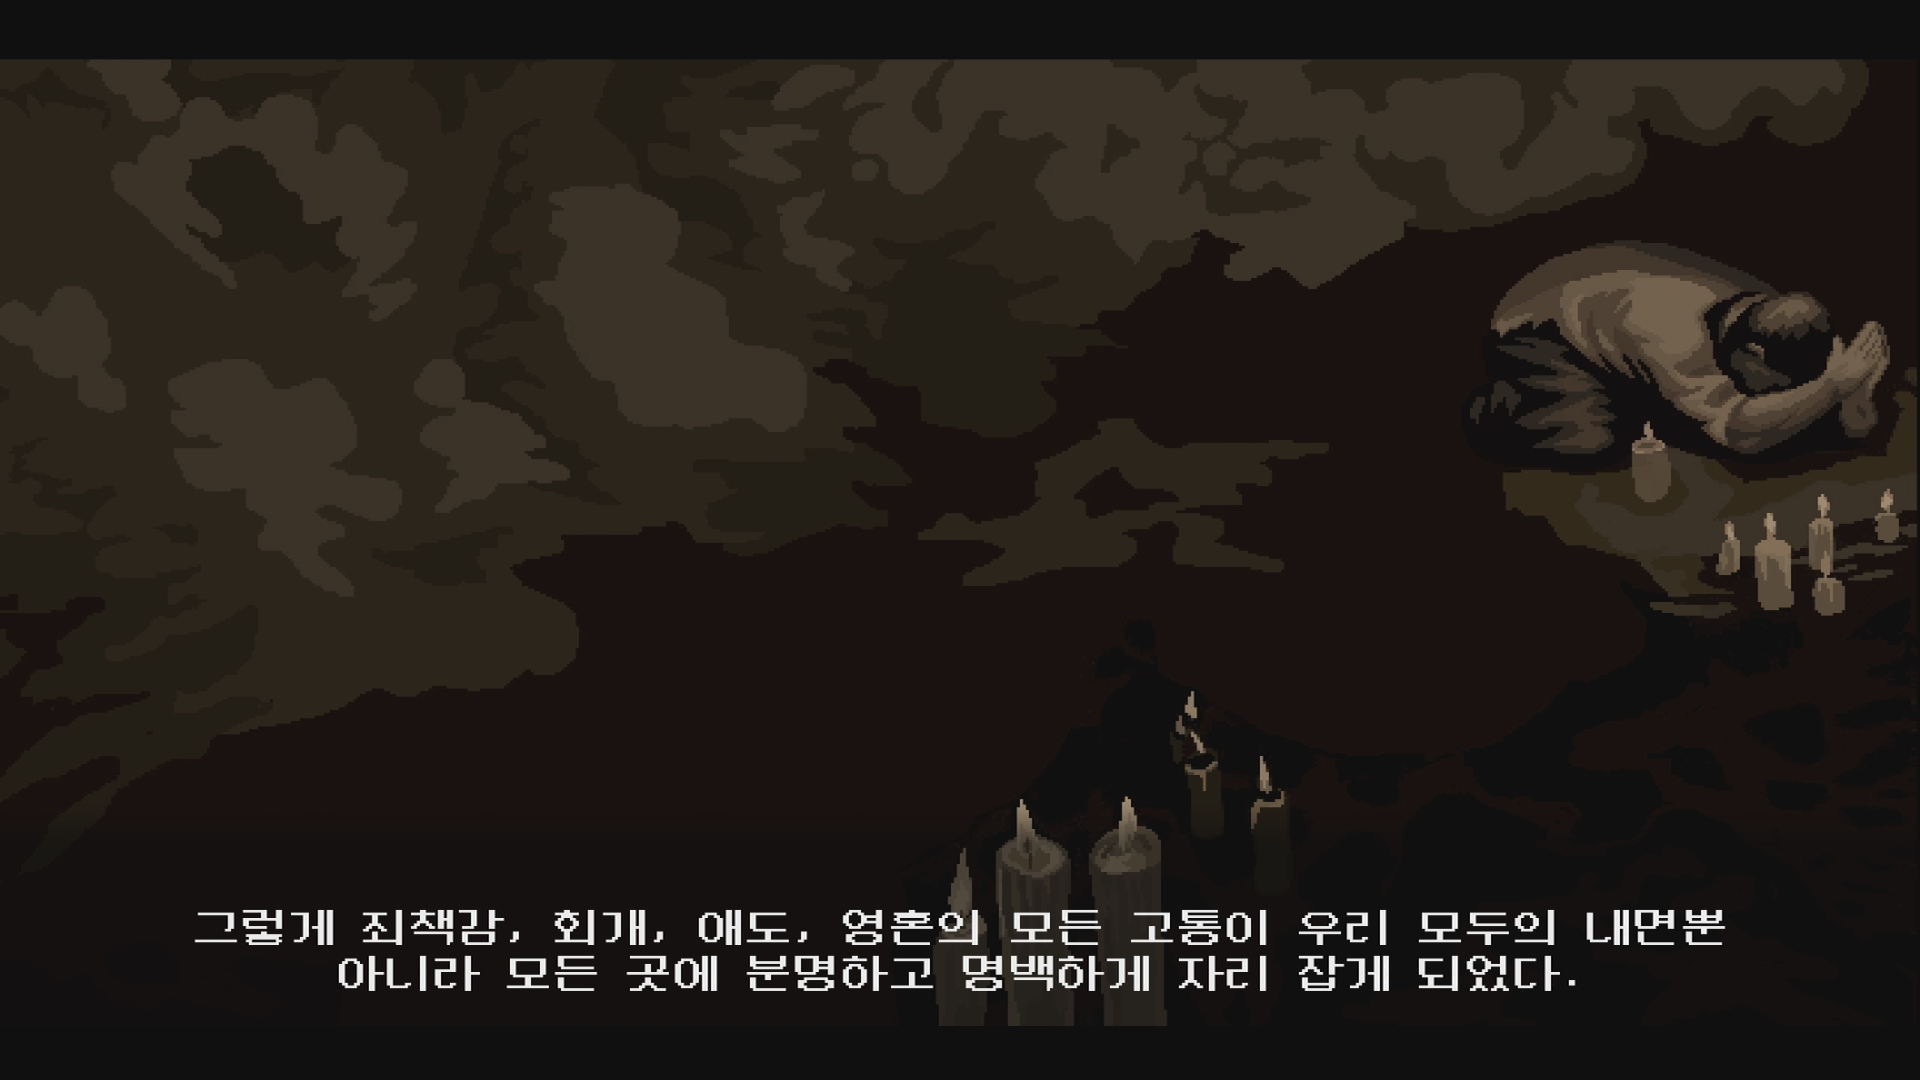 그렇게 죄책감, 회개, 애도, 영혼의 모든 고통이 우리 모두의 내면뿐
아니라 모든 곳에 분명하고 명백하게 자리 잡게 되었다.